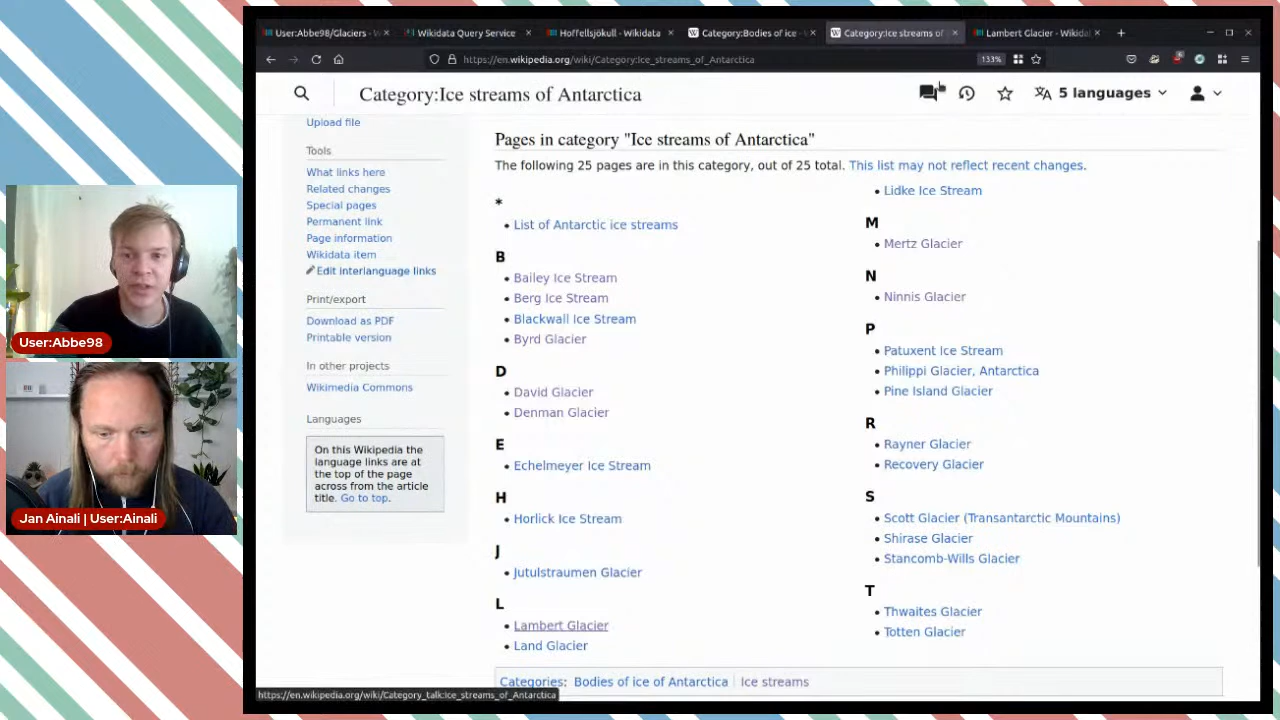 User:Abbe98/Glaciers - W
Wikidata Query Service
Hoffellsjökull - Wikidata
Category:Bodies of ice -
Category:Ice streams of
Lambert Glacier - Wikida
https://en.wikipedia.org/wiki/Category:Ice_streams_of_Antarctica
133%
Category:Ice streams of Antarctica
5 languages
Upload file
Tools
What links here
Related changes
Special pages
Permanent link
Page information
Wikidata item
Edit interlanguage links
Print/export
Download as PDF
Printable version
In other projects
Wikimedia Commons
Languages
On this Wikipedia the
language links are at
the top of the page
across from the article
title. Go to top.
Pages in category "Ice streams of Antarctica"
The following 25 pages are in this category, out of 25 total. This list may not reflect recent changes.
*
List of Antarctic ice streams
B
Bailey Ice Stream
Berg Ice Stream
Blackwall Ice Stream
Byrd Glacier
D
David Glacier
Denman Glacier
E
Echelmeyer Ice Stream
H
Horlick Ice Stream
J
Jutulstraumen Glacier
L
Lambert Glacier
Land Glacier
Lidke Ice Stream
M
Mertz Glacier
N
Ninnis Glacier
P
Patuxent Ice Stream
Philippi Glacier, Antarctica
Pine Island Glacier
R
Rayner Glacier
Recovery Glacier
S
Scott Glacier (Transantarctic Mountains)
Shirase Glacier
Stancomb-Wills Glacier
T
Thwaites Glacier
Totten Glacier
Categories: Bodies of ice of Antarctica | Ice streams
https://en.wikipedia.org/wiki/Category_talk:Ice_streams_of_Antarctica
User:Abbe98
Jan Ainali | User:Ainali